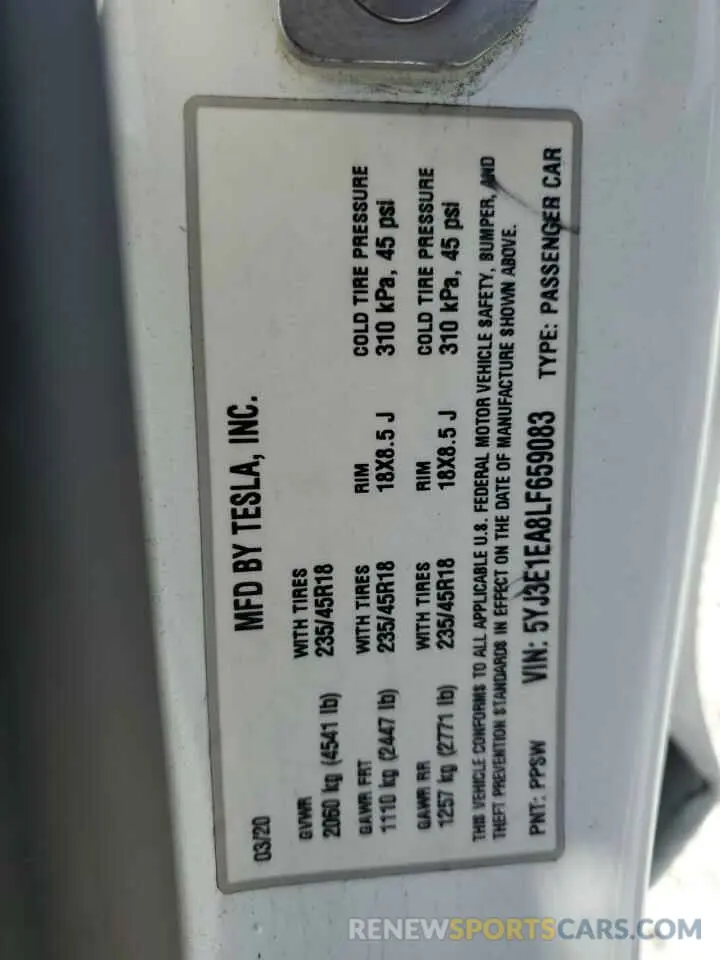 MFD BY TESLA, INC.
03/20
GVWR WITH TIRES
2060 kg (4541 lb) 235/45R18
GAWR FRT WITH TIRES RIM COLD TIRE PRESSURE
1110 kg (2447 lb) 235/45R18 18X8.5 J 310 kPa, 45 psi
GAWR RR WITH TIRES RIM COLD TIRE PRESSURE
1257 kg (2771 lb) 235/45R18 18X8.5 J 310 kPa, 45 psi
THIS VEHICLE CONFORMS TO ALL APPLICABLE U.S. FEDERAL MOTOR VEHICLE SAFETY, BUMPER, AND
THEFT PREVENTION STANDARDS IN EFFECT ON THE DATE OF MANUFACTURE SHOWN ABOVE.
PNT: PPSW VIN: 5YJ3E1EA8LF659083 TYPE: PASSENGER CAR
RENEWSPORTSCARS.COM